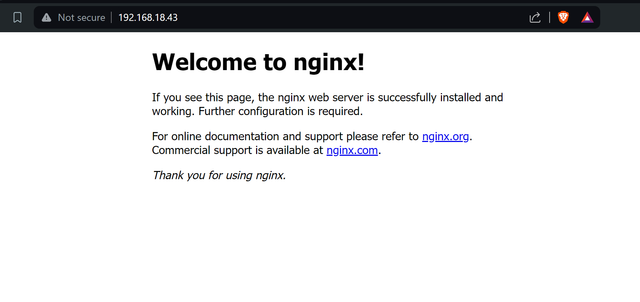 Not secure 192.168.18.43
Welcome to nginx!
If you see this page, the nginx web server is successfully installed and
working. Further configuration is required.
For online documentation and support please refer to nginx.org.
Commercial support is available at nginx.com.
Thank you for using nginx.